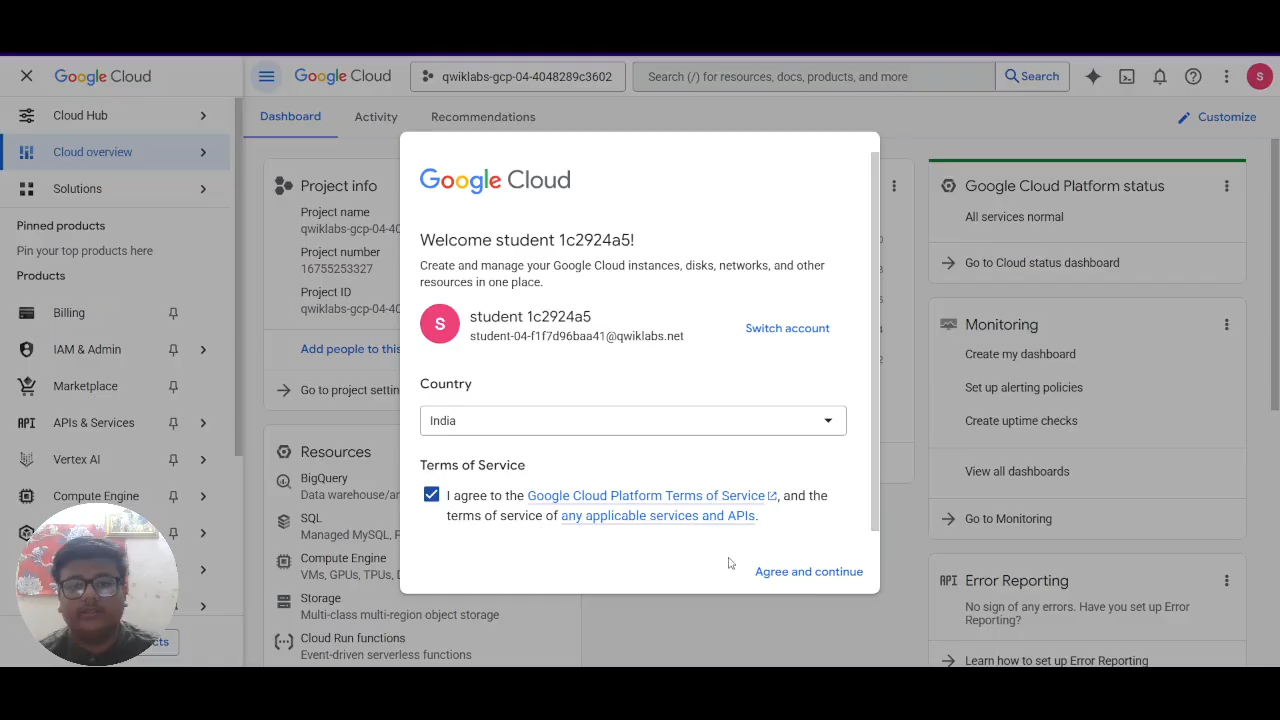 Google Cloud
Cloud Hub
Cloud overview
Solutions
Pinned products
Pin your top products here
Products
Billing
IAM & Admin
Marketplace
API APIs & Services
Vertex AI
Compute Engine
Google Cloud
qwiklabs-gcp-04-4048289c3602
Search (/) for resources, docs, products, and more
Search
S
Dashboard
Activity
Recommendations
Customize
Project info
Project name
qwiklabs-gcp-04-40
Project number
16755253327
Project ID
qwiklabs-gcp-04-40
Add people to this
Go to project settin
Resources
BigQuery
Data warehouse/an
SQL
Managed MySQL, P
Compute Engine
VMs, GPUs, TPUs, D
Storage
Multi-class multi-region object storage
Cloud Run functions
Event-driven serverless functions
Google Cloud
Welcome student 1c2924a5!
Create and manage your Google Cloud instances, disks, networks, and other
resources in one place.
S
student 1c2924a5
student-04-f1f7d96baa41@qwiklabs.net
Switch account
Country
India
Terms of Service
I agree to the Google Cloud Platform Terms of Service, and the
terms of service of any applicable services and APIs.
Agree and continue
Google Cloud Platform status
All services normal
Go to Cloud status dashboard
Monitoring
Create my dashboard
Set up alerting policies
Create uptime checks
View all dashboards
Go to Monitoring
API Error Reporting
No sign of any errors. Have you set up Error
Reporting?
Learn how to set up Error Reporting